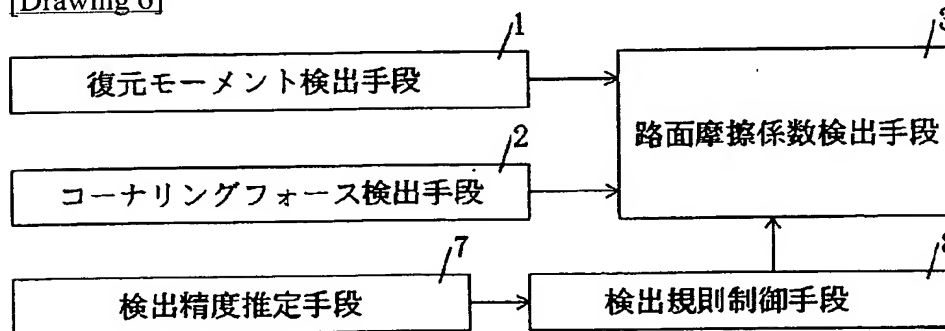 [Drawing 6]
1
復元モーメント検出手段
3
路面摩擦係数検出手段
2
コーナリングフォース検出手段
7
検出精度推定手段
8
検出規則制御手段